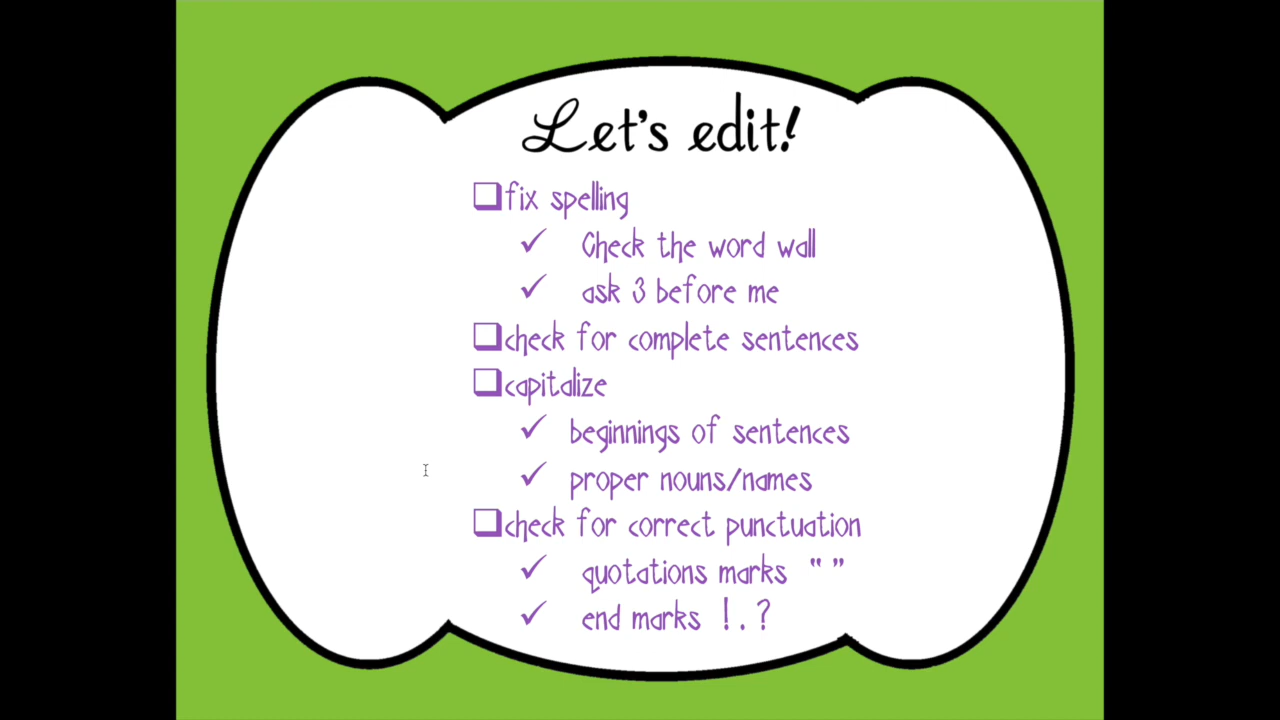 Let's edit!
❑fix spelling
✓ Check the word wall
✓ ask 3 before me
❑check for complete sentences
❑capitalize
✓ beginnings of sentences
✓ proper nouns/names
❑check for correct punctuation
✓ quotations marks “ ”
✓ end marks ! . ?